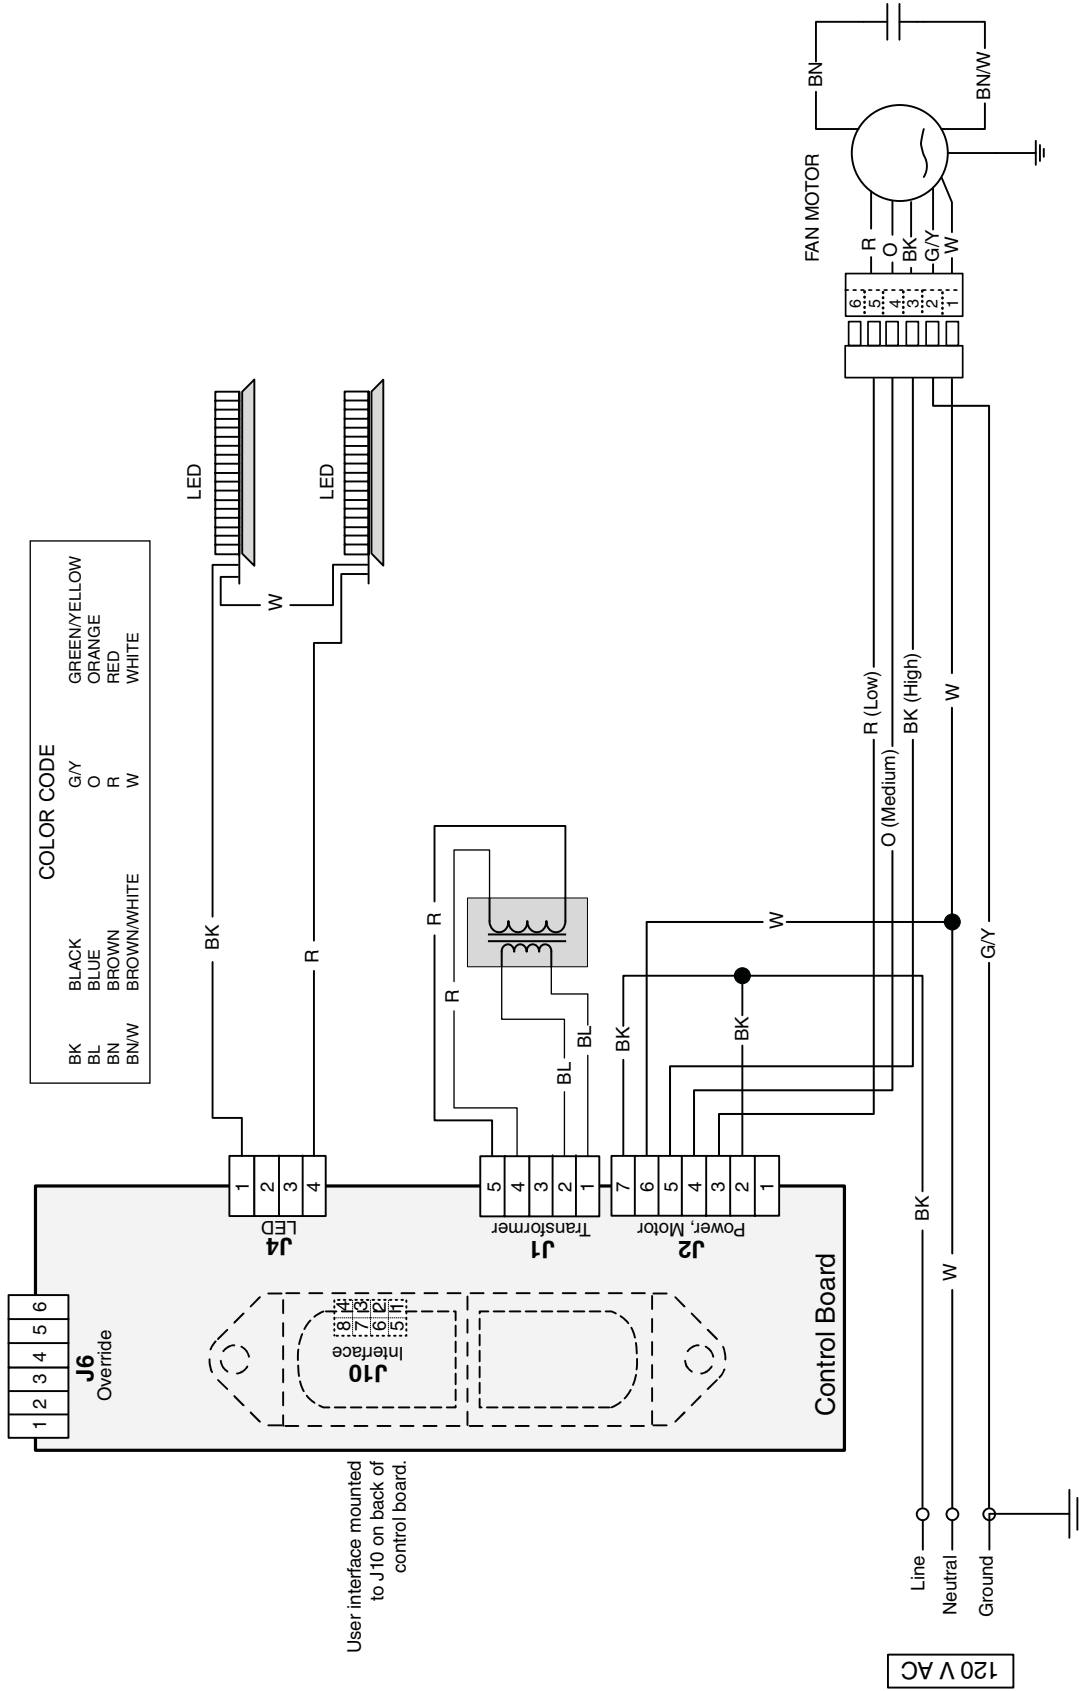 COLOR CODE
BK BLACK G/Y GREEN/YELLOW
BL BLUE O ORANGE
BN BROWN R RED
BN/W BROWN/WHITE W WHITE
1 2 3 4 5 6
J6
Override
User interface mounted
to J10 on back of
control board.
J10
Interface
8 4
7 3
6 2
5 1
Control Board
J4
LED
1
2
3
4
BK
R
W
LED
LED
J1
Transformer
5
4
3
2
1
R
R
BL
BL
J2
Power, Motor
7
6
5
4
3
2
1
BK
W
BK
R (Low)
O (Medium)
BK (High)
W
G/Y
BK
W
Line
Neutral
Ground
120 V AC
6
5
4
3
2
1
R
O
BK
G/Y
W
FAN MOTOR
BN
BN/W